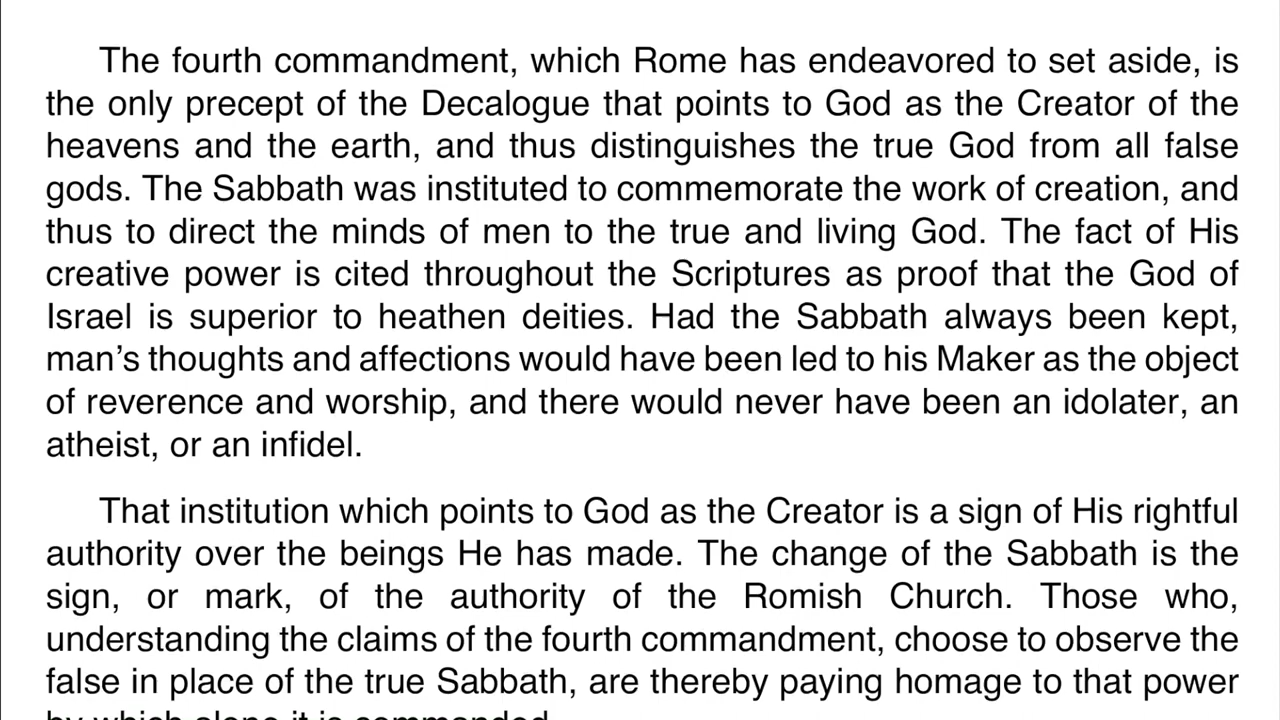 The fourth commandment, which Rome has endeavored to set aside, is
the only precept of the Decalogue that points to God as the Creator of the
heavens and the earth, and thus distinguishes the true God from all false
gods. The Sabbath was instituted to commemorate the work of creation, and
thus to direct the minds of men to the true and living God. The fact of His
creative power is cited throughout the Scriptures as proof that the God of
Israel is superior to heathen deities. Had the Sabbath always been kept,
man’s thoughts and affections would have been led to his Maker as the object
of reverence and worship, and there would never have been an idolater, an
atheist, or an infidel.
That institution which points to God as the Creator is a sign of His rightful
authority over the beings He has made. The change of the Sabbath is the
sign, or mark, of the authority of the Romish Church. Those who,
understanding the claims of the fourth commandment, choose to observe the
false in place of the true Sabbath, are thereby paying homage to that power
by which alone it is commanded.